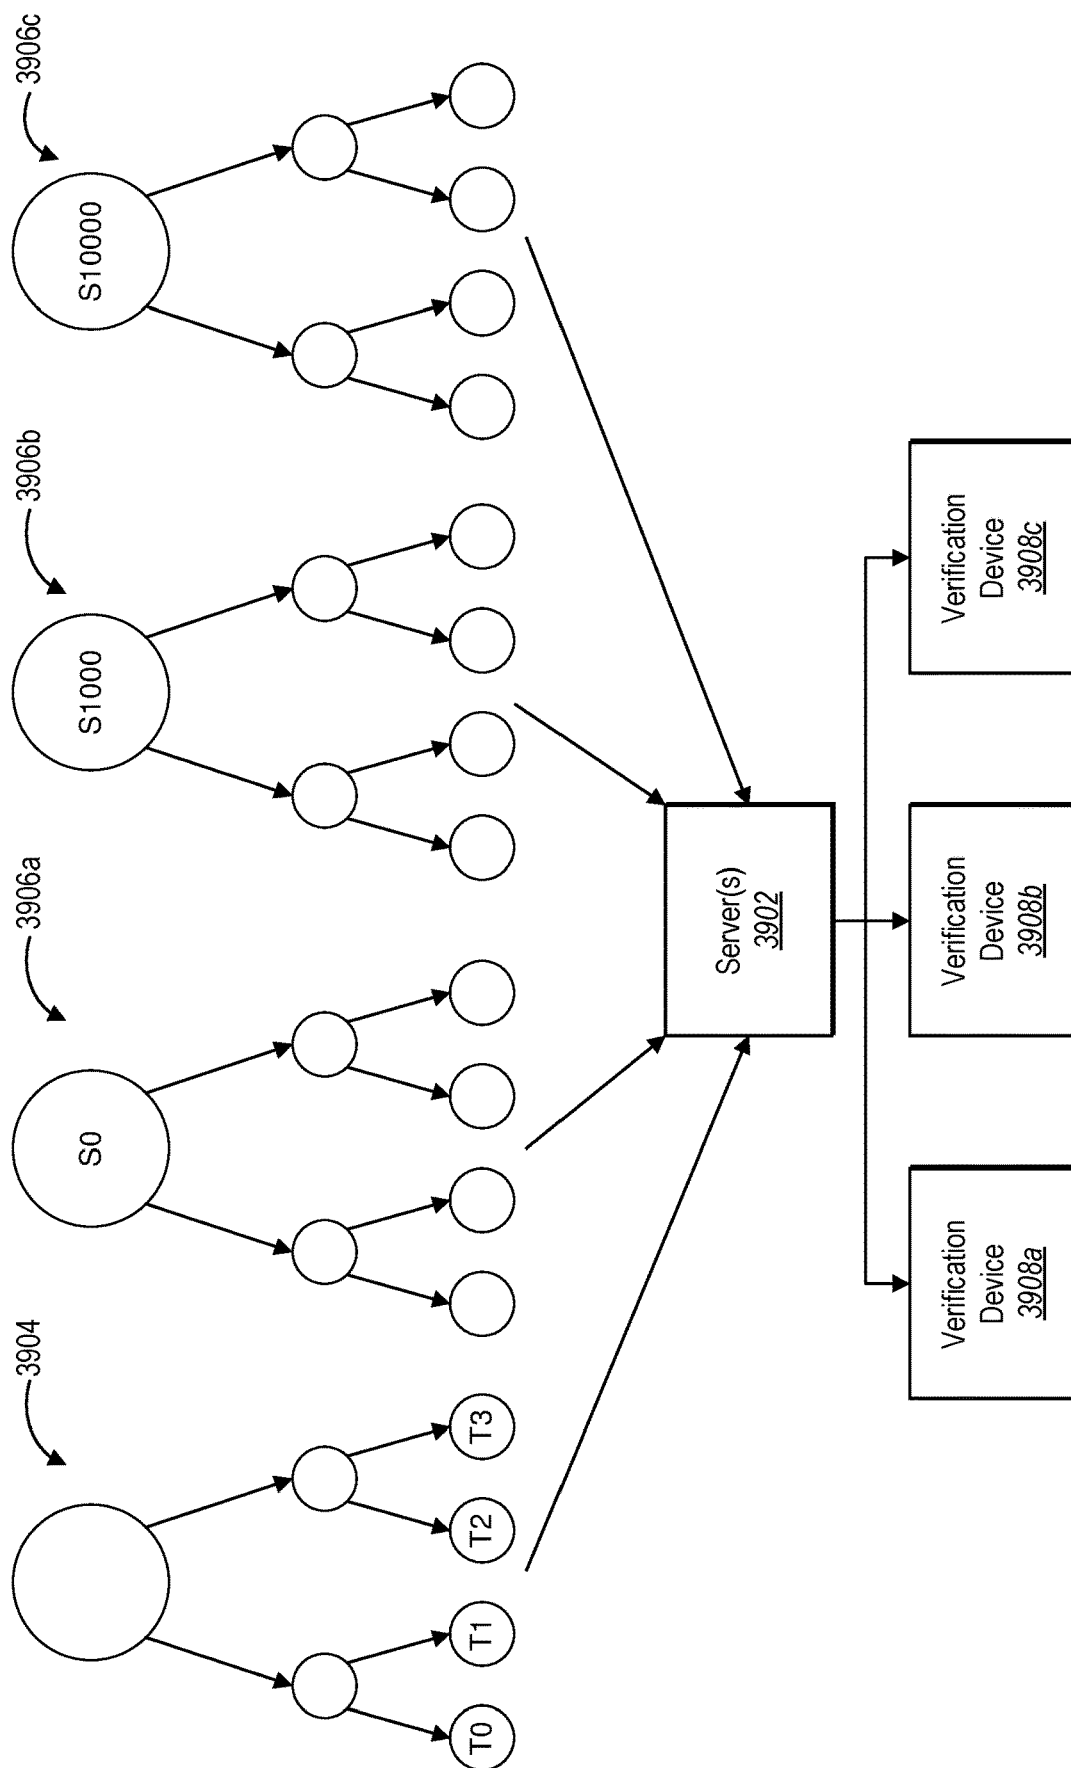 3904
3906a
3906b
3906c
S0
S1000
S10000
T0
T1
T2
T3
Server(s)
3902
Verification
Device
3908a
Verification
Device
3908b
Verification
Device
3908c